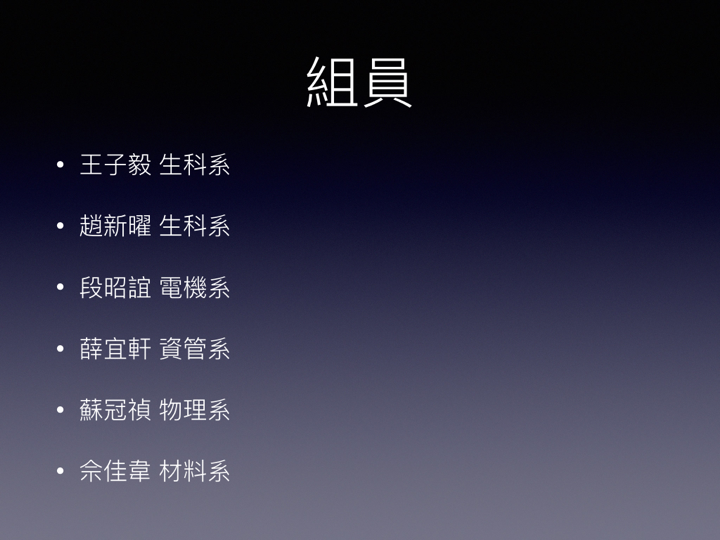 組員
• 王子毅 生科系
• 趙新曜 生科系
• 段昭誼 電機系
• 薛宜軒 資管系
• 蘇冠禎 物理系
• 佘佳韋 材料系